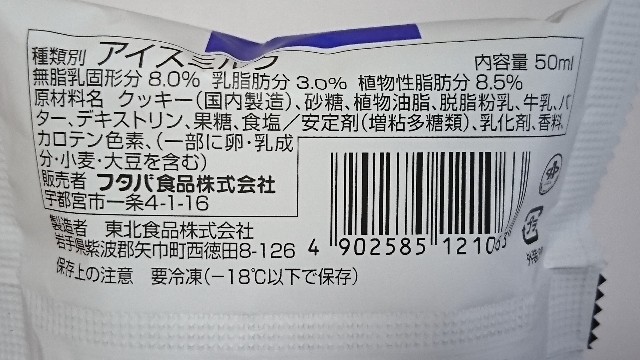 種類別 アイスミルク 内容量 50ml
無脂乳固形分 8.0% 乳脂肪分 3.0% 植物性脂肪分 8.5%
原材料名 クッキー(国内製造)、砂糖、植物油脂、脱脂粉乳、牛乳、バ
ター、デキストリン、果糖、食塩/安定剤(増粘多糖類)、乳化剤、香料、
カロテン色素、(一部に卵・乳成
分・小麦・大豆を含む)
販売者 フタバ食品株式会社
宇都宮市一条4-1-16
製造者 東北食品株式会社
岩手県紫波郡矢巾町西徳田8-126
4 902585 121063
保存上の注意 要冷凍(-18℃以下で保存)
プラ